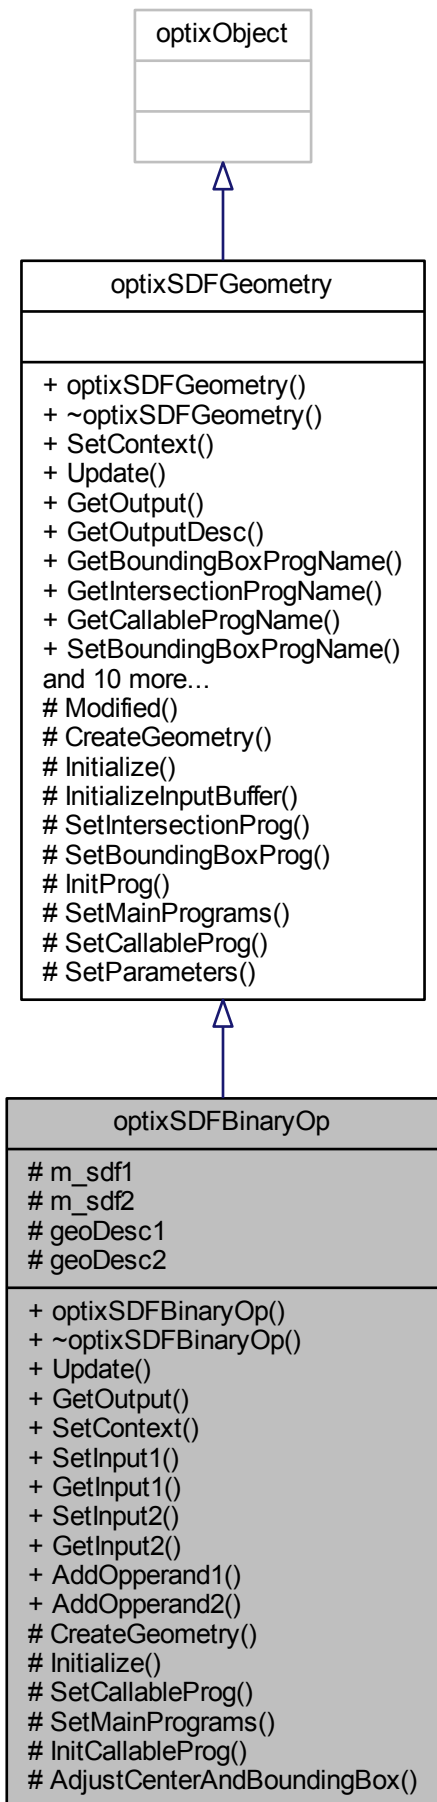 optixObject
optixSDFGeometry
+ optixSDFGeometry()
+ ~optixSDFGeometry()
+ SetContext()
+ Update()
+ GetOutput()
+ GetOutputDesc()
+ GetBoundingBoxProgName()
+ GetIntersectionProgName()
+ GetCallableProgName()
+ SetBoundingBoxProgName()
and 10 more...
# Modified()
# CreateGeometry()
# Initialize()
# InitializeInputBuffer()
# SetIntersectionProg()
# SetBoundingBoxProg()
# InitProg()
# SetMainPrograms()
# SetCallableProg()
# SetParameters()
optixSDFBinaryOp
# m_sdf1
# m_sdf2
# geoDesc1
# geoDesc2
+ optixSDFBinaryOp()
+ ~optixSDFBinaryOp()
+ Update()
+ GetOutput()
+ SetContext()
+ SetInput1()
+ GetInput1()
+ SetInput2()
+ GetInput2()
+ AddOpperand1()
+ AddOpperand2()
# CreateGeometry()
# Initialize()
# SetCallableProg()
# SetMainPrograms()
# InitCallableProg()
# AdjustCenterAndBoundingBox()